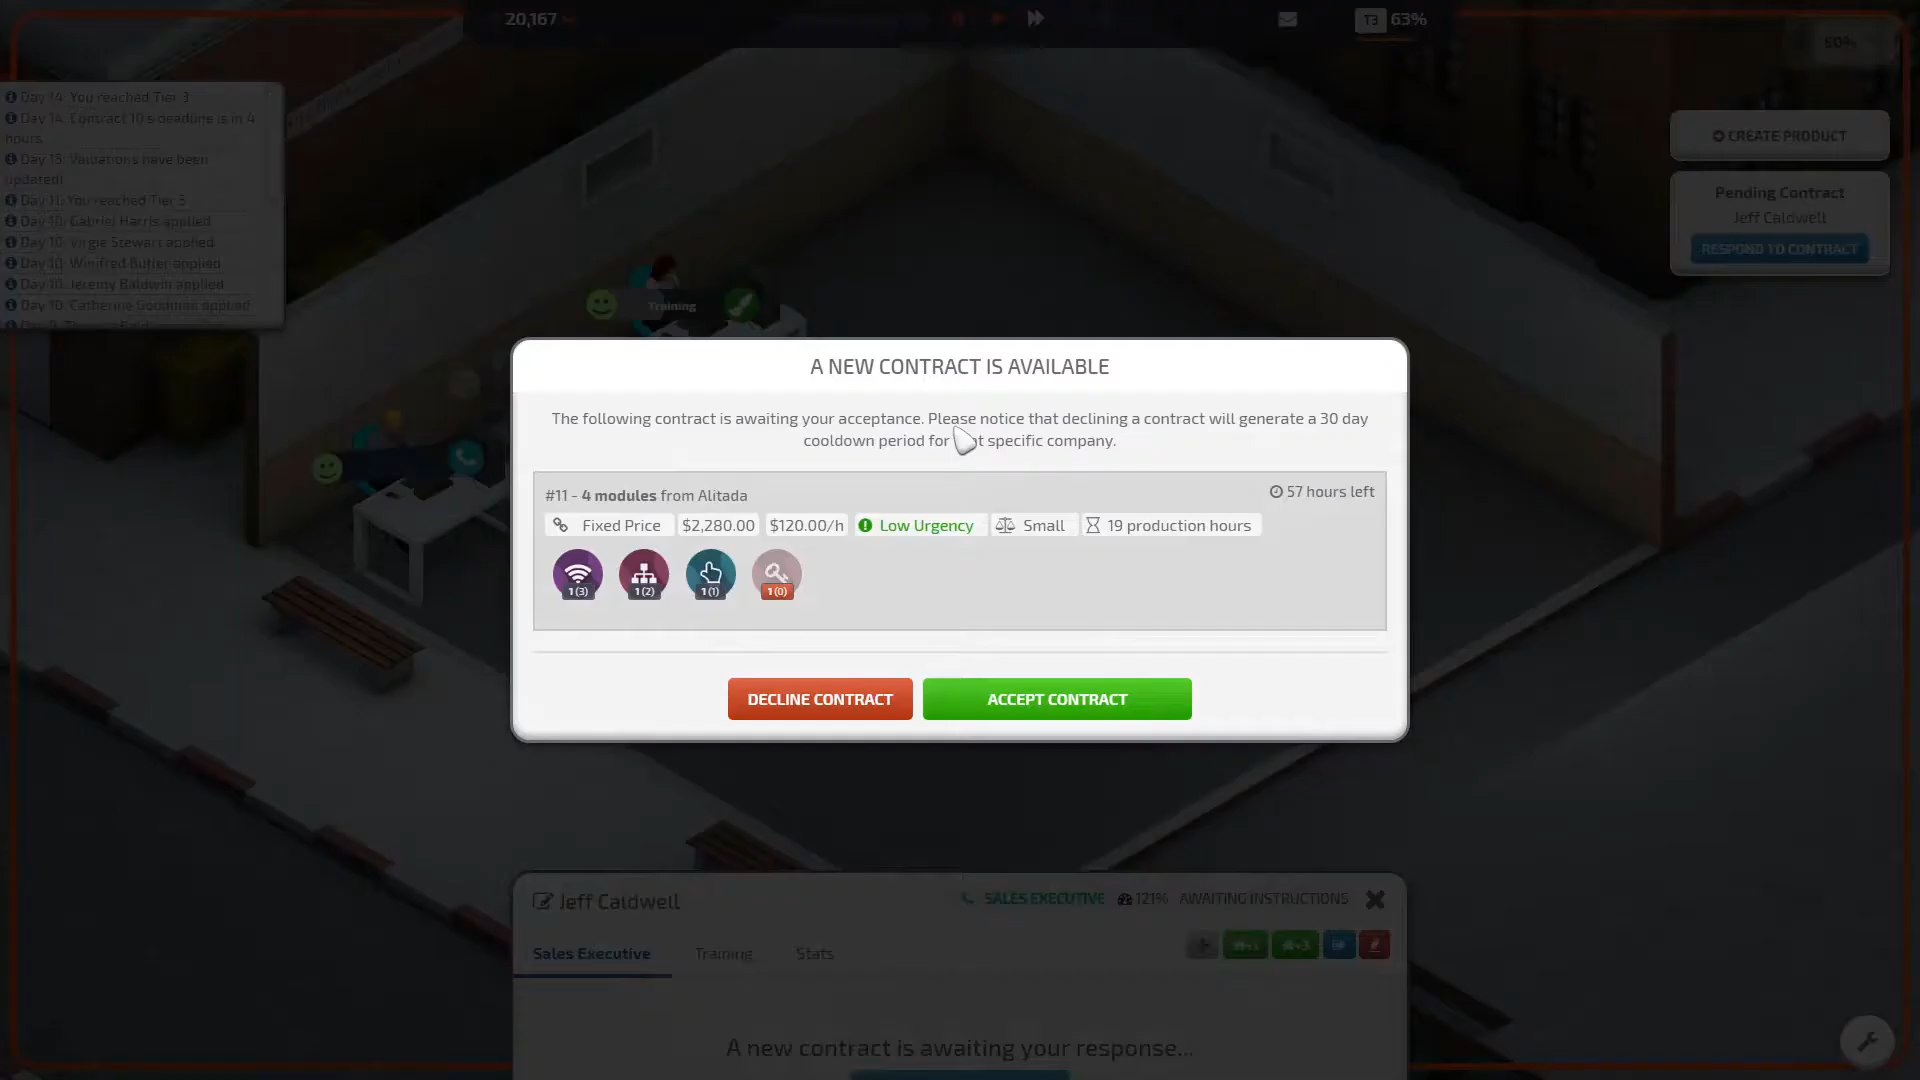 20,167
T3 63%
60%
Day 14: You reached Tier 3
Day 14: Contract 10's deadline is in 4
hours
Day 13: Valuations have been
updated!
Day 11: You reached Tier 3
Day 10: Gabriel Harris applied
Day 10: Virgie Stewart applied
Day 10: Winifred Butler applied
Day 10: Jeremy Baldwin applied
Day 10: Catherine Goodman applied
CREATE PRODUCT
Pending Contract
Jeff Caldwell
RESPOND TO CONTRACT
Training
A NEW CONTRACT IS AVAILABLE
The following contract is awaiting your acceptance. Please notice that declining a contract will generate a 30 day
cooldown period for specific company.
#11 - 4 modules from Alitada
57 hours left
Fixed Price $2,280.00 $120.00/h Low Urgency Small 19 production hours
1(3) 1(2) 1(1) 1(0)
DECLINE CONTRACT ACCEPT CONTRACT
Jeff Caldwell
SALES EXECUTIVE 121% AWAITING INSTRUCTIONS
Sales Executive Training Stats
A new contract is awaiting your response...